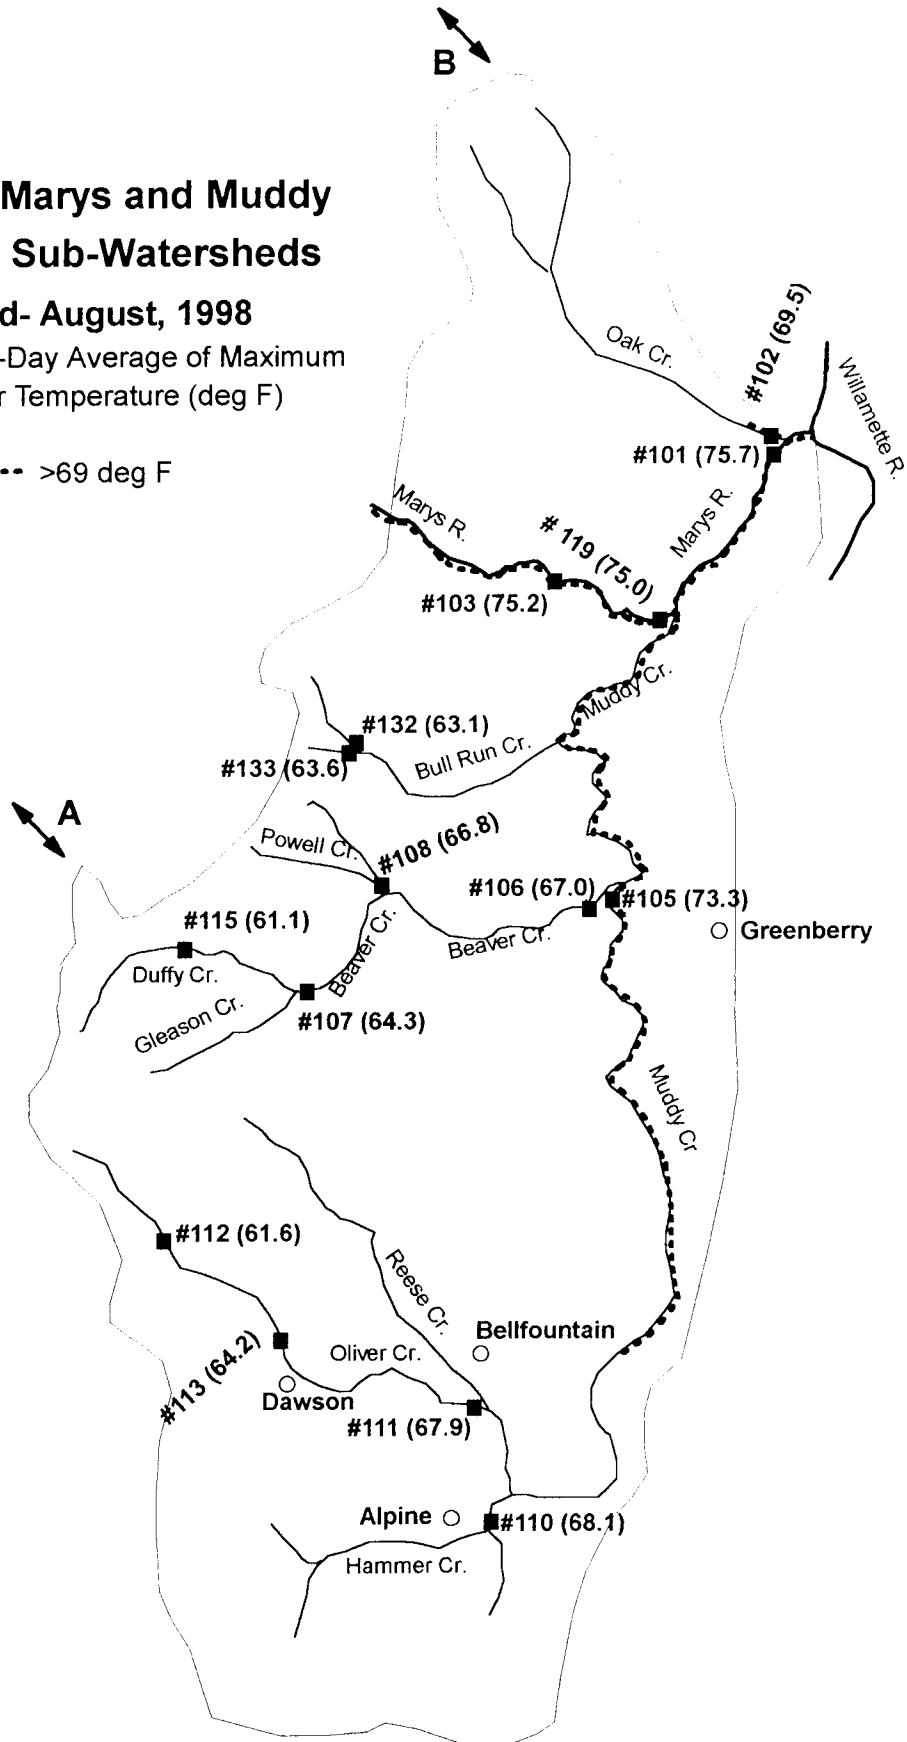 B
Marys and Muddy
Sub-Watersheds
d- August, 1998
-Day Average of Maximum
r Temperature (deg F)
>69 deg F
Oak Cr.
#102 (69.5)
Willamette R.
#101 (75.7)
Marys R.
Marys R.
# 119 (75.0)
#103 (75.2)
Muddy Cr.
#132 (63.1)
#133 (63.6)
Bull Run Cr.
A
Powell Cr.
#108 (66.8)
#106 (67.0)
#105 (73.3)
Greenberry
#115 (61.1)
Duffy Cr.
Beaver Cr.
Beaver Cr.
Gleason Cr.
#107 (64.3)
Muddy Cr
#112 (61.6)
Reese Cr.
Bellfountain
#113 (64.2)
Oliver Cr.
Dawson
#111 (67.9)
Alpine
#110 (68.1)
Hammer Cr.